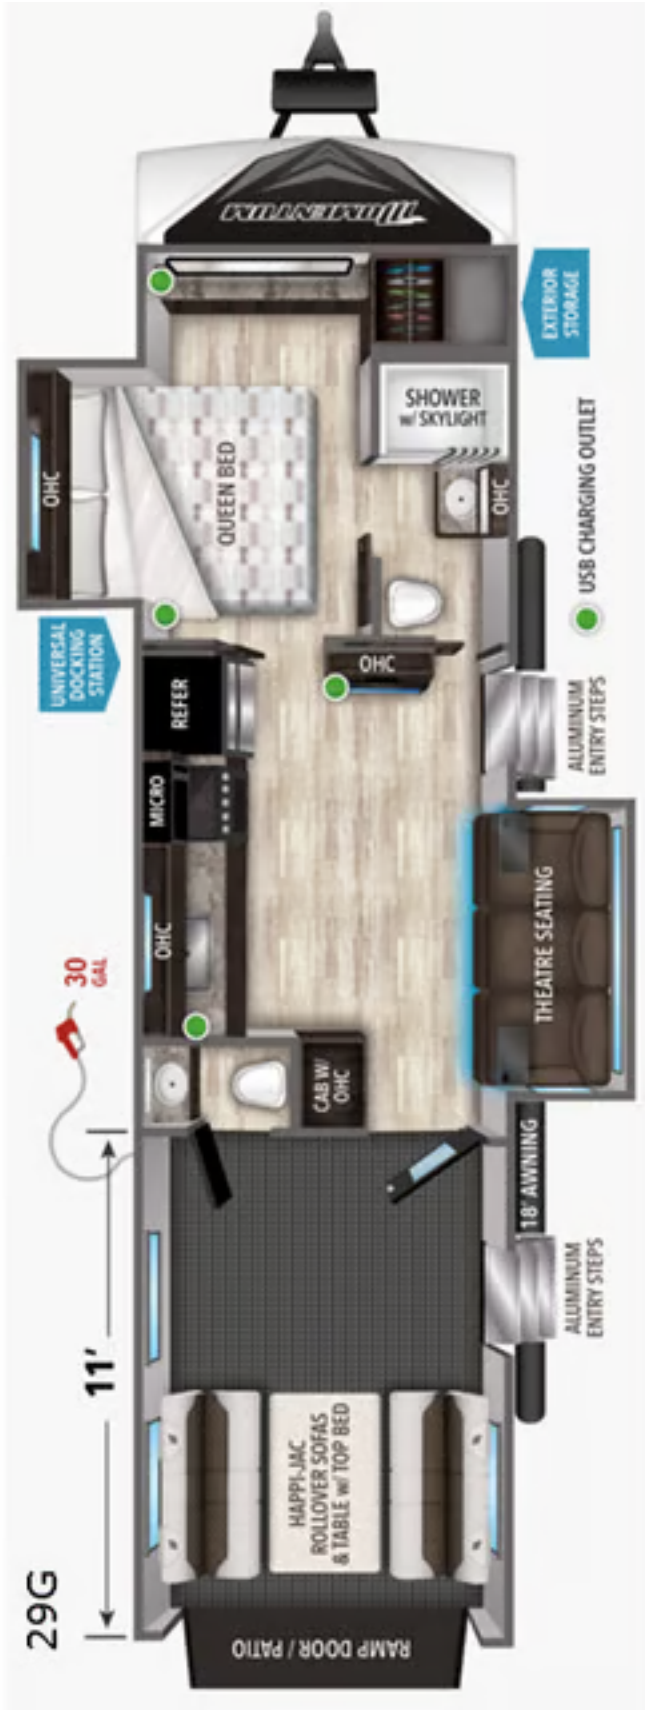 MOMENTUM
EXTERIOR
STORAGE
SHOWER
w/ SKYLIGHT
OHC
QUEEN BED
OHC
USB CHARGING OUTLET
UNIVERSAL
DOCKING
STATION
OHC
REFER
ALUMINUM
ENTRY STEPS
MICRO
THEATRE SEATING
OHC
30
GAL
CAB W/
OHC
18' AWNING
ALUMINUM
ENTRY STEPS
11'
HAPPI-JAC
ROLLOVER SOFAS
& TABLE w/ TOP BED
29G
RAMP DOOR / PATIO